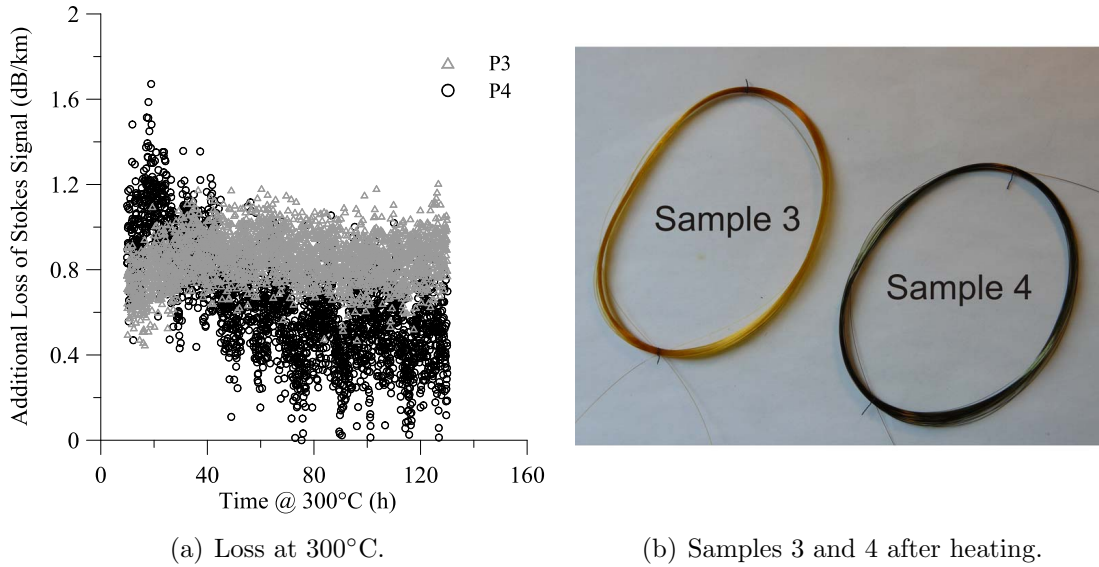 2
1.6
1.2
0.8
0.4
0
0 40 80 120 160
Additional Loss of Stokes Signal (dB/km)
Time @ 300°C (h)
P3
P4
Sample 3
Sample 4
(a) Loss at 300°C.
(b) Samples 3 and 4 after heating.